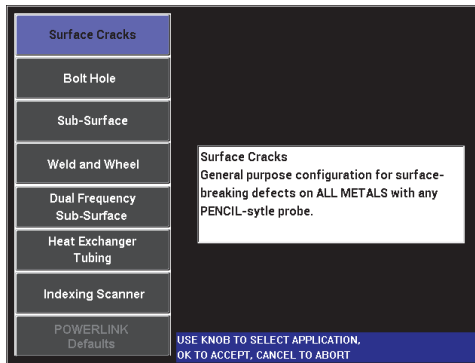 Surface Cracks
Bolt Hole
Sub-Surface
Weld and Wheel
Dual Frequency
Sub-Surface
Heat Exchanger
Tubing
Indexing Scanner
POWERLINK
Defaults
Surface Cracks
General purpose configuration for surface-
breaking defects on ALL METALS with any
PENCIL-sytle probe.
USE KNOB TO SELECT APPLICATION,
OK TO ACCEPT, CANCEL TO ABORT